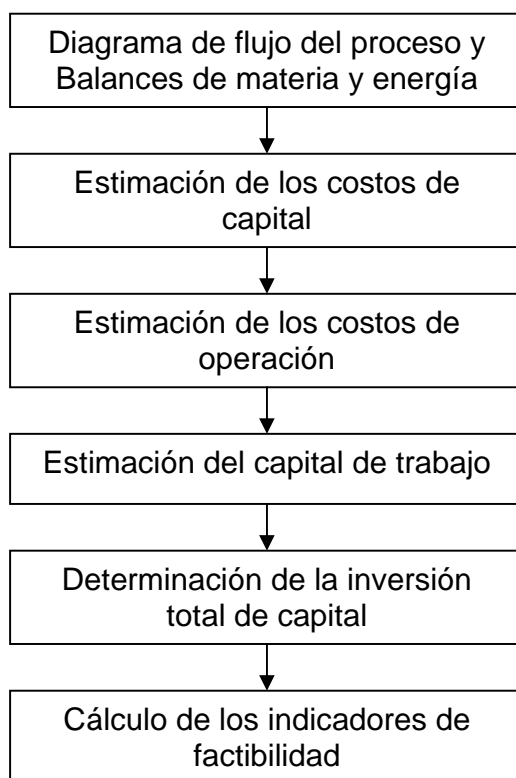 Diagrama de flujo del proceso y
Balances de materia y energía
Estimación de los costos de
capital
Estimación de los costos de
operación
Estimación del capital de trabajo
Determinación de la inversión
total de capital
Cálculo de los indicadores de
factibilidad